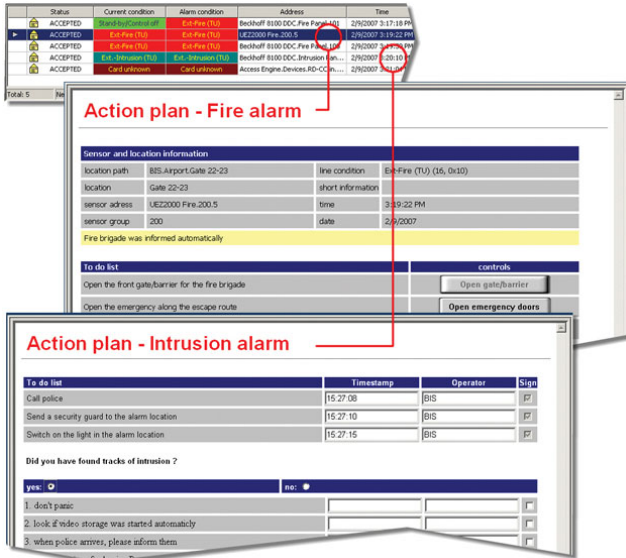 Status Current condition Alarm condition Address Time
ACCEPTED Stand-by/Control off Ext-Fire (TU) Beckhoff 8100 DDC.Fire Panel.101 2/9/2007 3:17:18 PM
ACCEPTED Ext-Fire (TU) Ext-Fire (TU) UEZ2000 Fire.200.5 2/9/2007 3:19:22 PM
ACCEPTED Ext-Fire (TU) Ext-Fire (TU) Beckhoff 8100 DDC.Fire Panel 2/9/2007
ACCEPTED Ext.-Intrusion (TU) Ext.-Intrusion (TU) Beckhoff 8100 DDC.Intrusion Pan... 2/9/2007 3:20:10
ACCEPTED Card unknown Card unknown Access Engine.Devices.RD-CCon.... 2/9/2007
Total: 5
Action plan - Fire alarm
Sensor and location information
location path BIS.Airport.Gate 22-23 line condition Ext-Fire (TU) (16, 0x10)
location Gate 22-23 short information
sensor adress UEZ2000 Fire.200.5 time 3:19:22 PM
sensor group 200 date 2/9/2007
Fire brigade was informed automatically
To do list controls
Open the front gate/barrier for the fire brigade Open gate/barrier
Open the emergency along the escape route Open emergency doors
Action plan - Intrusion alarm
To do list Timestamp Operator Sign
Call police 15:27:08 BIS
Send a security guard to the alarm location 15:27:10 BIS
Switch on the light in the alarm location 15:27:15 BIS
Did you have found tracks of intrusion ?
yes: no:
1. don't panic
2. look if video storage was started automaticly
3. when police arrives, please inform them